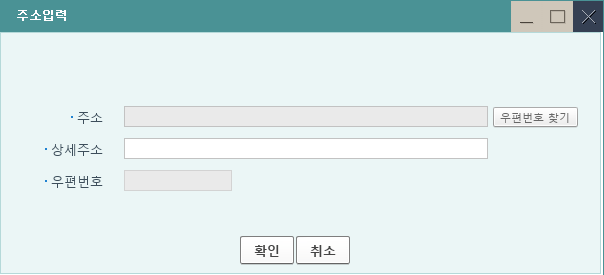 주소입력
· 주소 우편번호 찾기
· 상세주소
· 우편번호
확인 취소